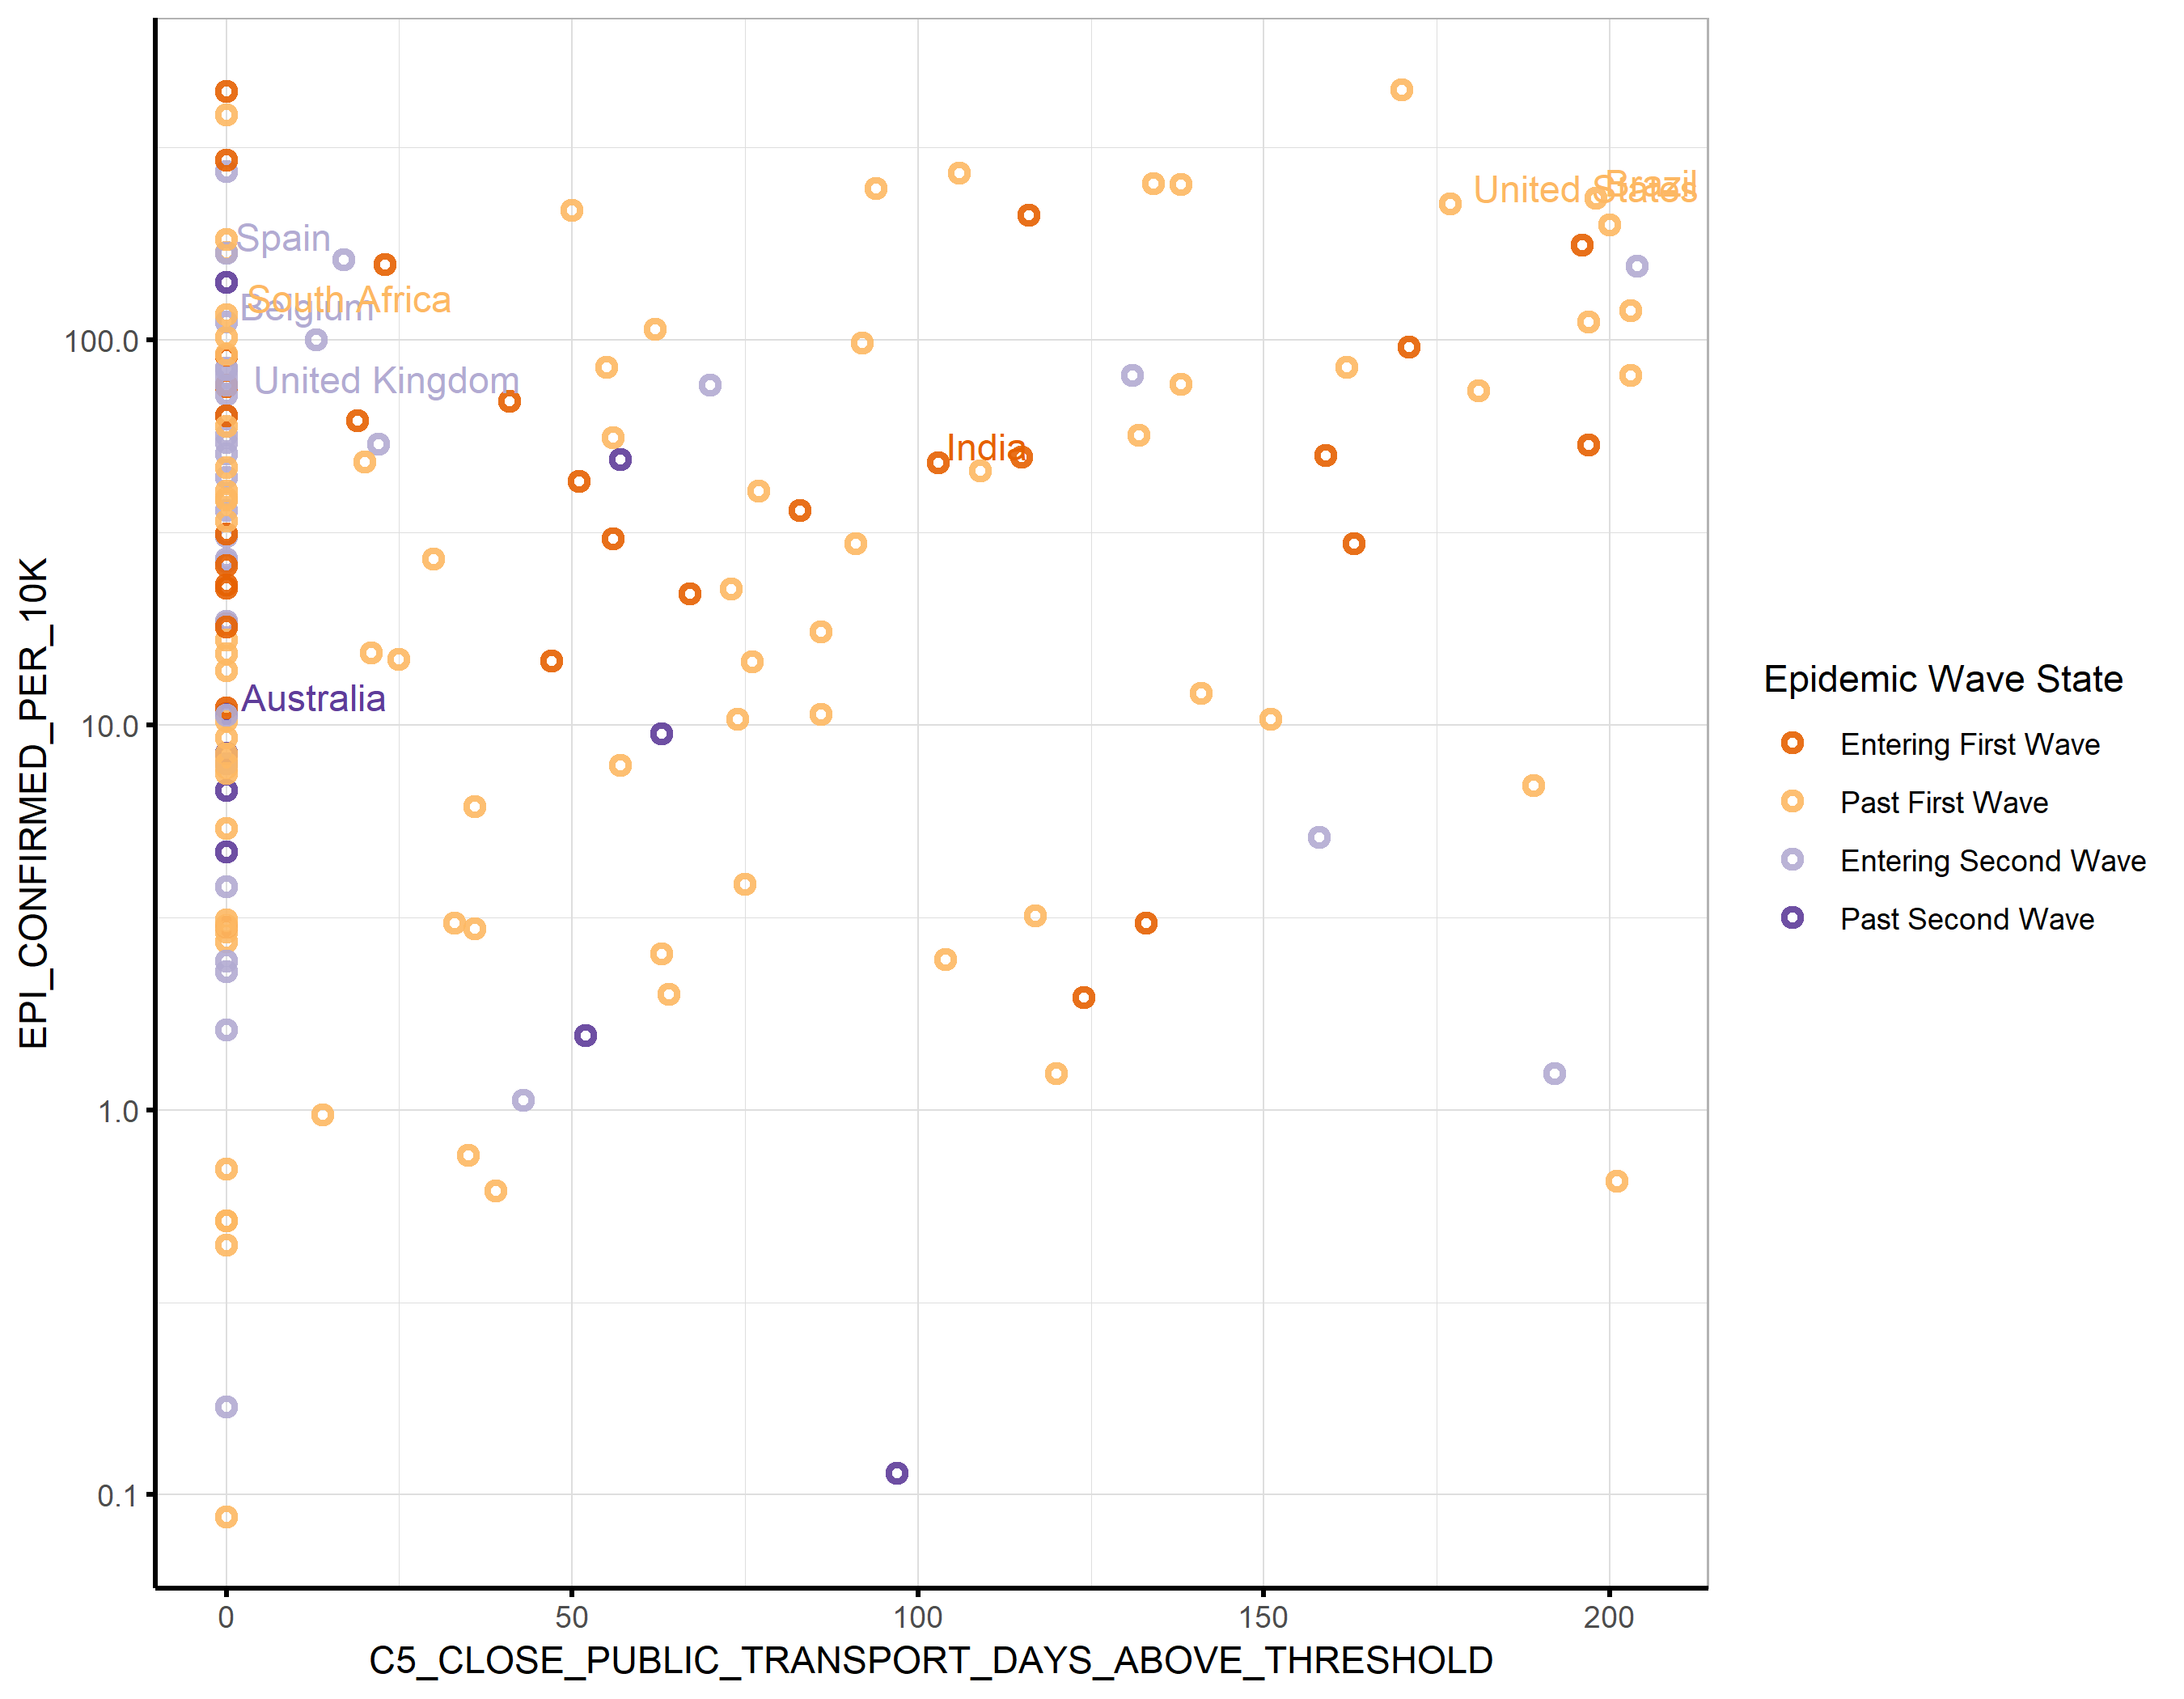 EPI_CONFIRMED_PER_10K
100.0
10.0
1.0
0.1
Spain
South Africa
Belgium
United Kingdom
Australia
India
United States
Brazil
0
50
100
150
200
C5_CLOSE_PUBLIC_TRANSPORT_DAYS_ABOVE_THRESHOLD
Epidemic Wave State
Entering First Wave
Past First Wave
Entering Second Wave
Past Second Wave